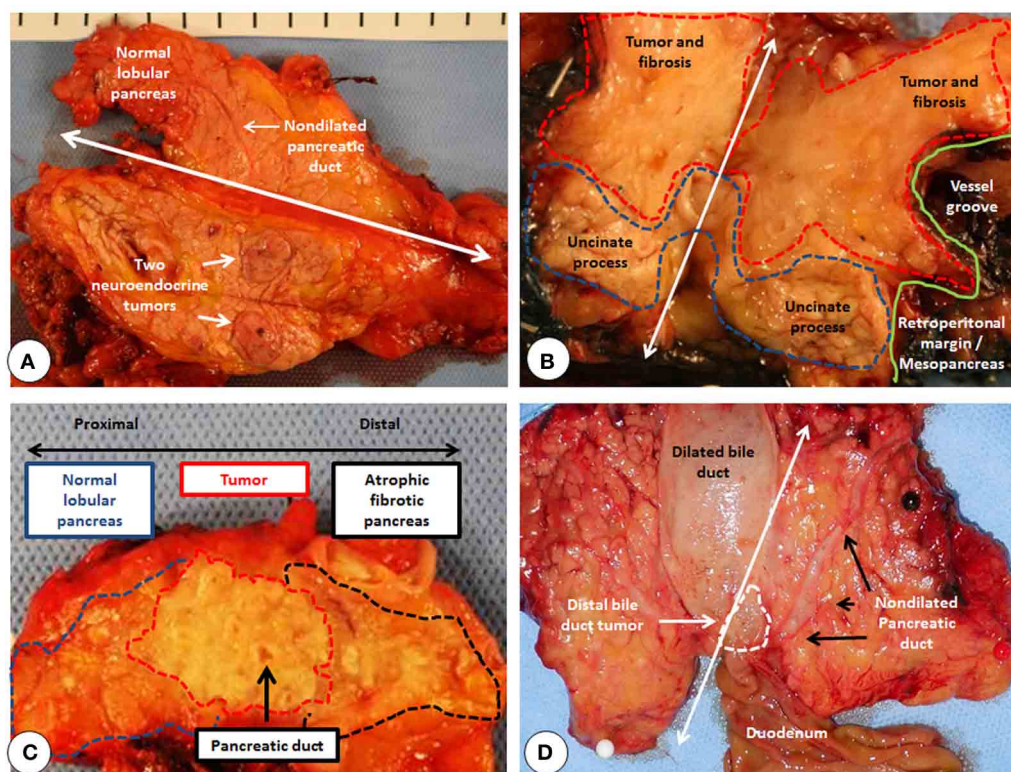 Normal
lobular
pancreas
Nondilated
pancreatic
duct
Two
neuroendocrine
tumors
A
Tumor and
fibrosis
Tumor and
fibrosis
Vessel
groove
Uncinate
process
Uncinate
process
Retroperitonal
margin /
Mesopancreas
B
Proximal
Distal
Normal
lobular
pancreas
Tumor
Atrophic
fibrotic
pancreas
Pancreatic duct
C
Dilated bile
duct
Distal bile
duct tumor
Nondilated
Pancreatic
duct
Duodenum
D